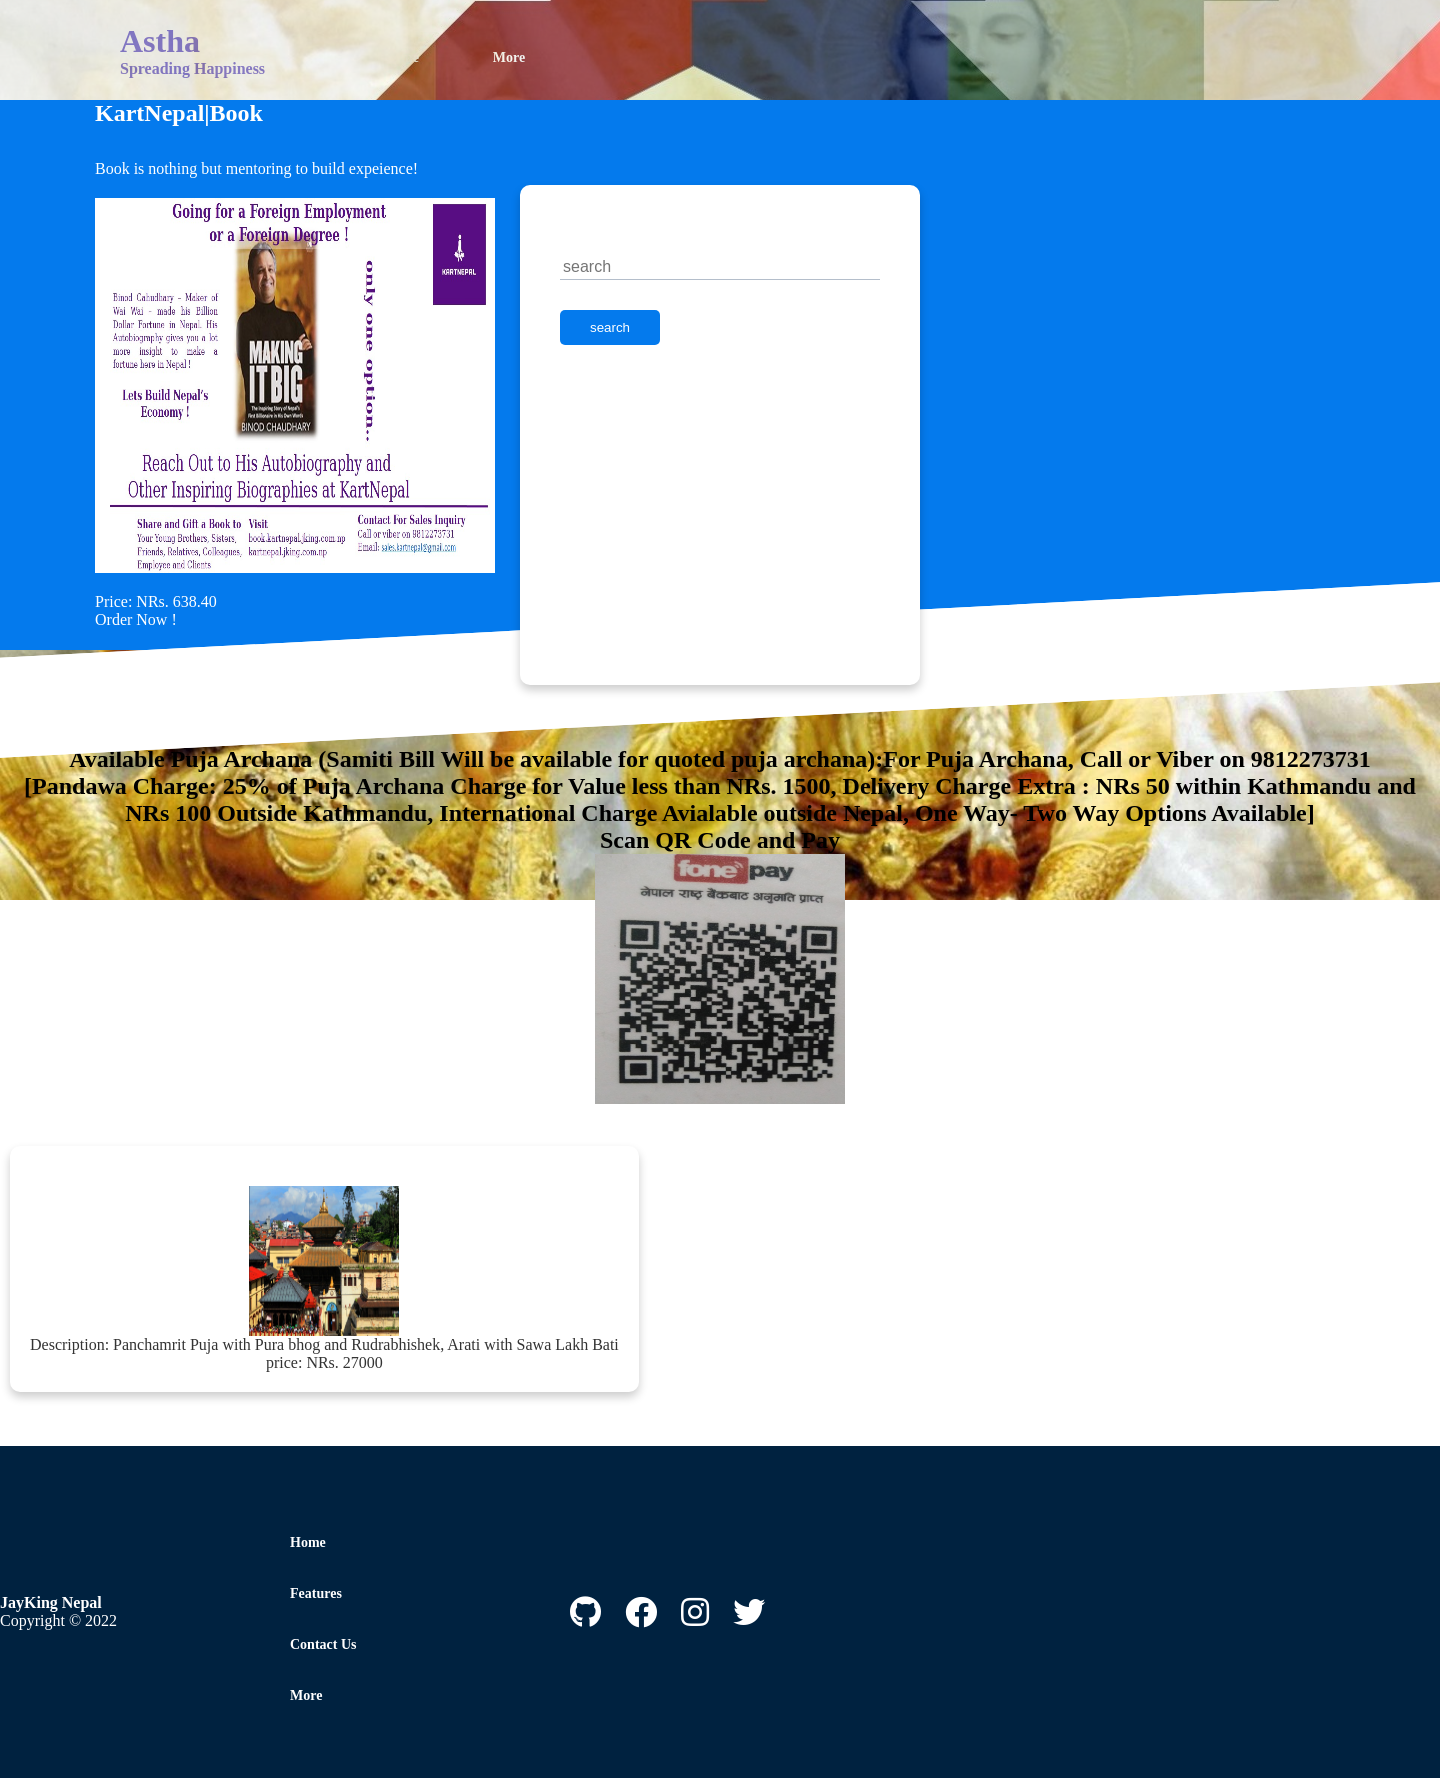 Astha
Spreading Happiness
More
KartNepal|Book
Book is nothing but mentoring to build expeience!
Going for a Foreign Employment
or a Foreign Degree !
KARTNEPAL
only one option..
Binod Cahudhary - Maker of
Wai Wai - made his Billion
Dollar Fortune in Nepal. His
Autobiography gives you a lot
more insight to make a
fortune here in Nepal !
Lets Build Nepal's
Economy !
MAKING
IT BIG
The Inspiring Story of Nepal's
First Billionaire in His Own Words
BINOD CHAUDHARY
Reach Out to His Autobiography and
Other Inspiring Biographies at KartNepal
Share and Gift a Book to
Your Young Brothers, Sisters,
Friends, Relatives, Colleagues,
Employee and Clients
Visit
book.kartnepal.jking.com.np
kartnepal.jking.com.np
Contact For Sales Inquiry
Call or viber on 9812273731
Email: sales.kartnepal@gmail.com
Price: NRs. 638.40
Order Now !
search
search
Available Puja Archana (Samiti Bill Will be available for quoted puja archana):For Puja Archana, Call or Viber on 9812273731
[Pandawa Charge: 25% of Puja Archana Charge for Value less than NRs. 1500, Delivery Charge Extra : NRs 50 within Kathmandu and
NRs 100 Outside Kathmandu, International Charge Avialable outside Nepal, One Way- Two Way Options Available]
Scan QR Code and Pay
fonepay
नेपाल राष्ट्र बैंकबाट अनुमति प्राप्त
Description: Panchamrit Puja with Pura bhog and Rudrabhishek, Arati with Sawa Lakh Bati
price: NRs. 27000
JayKing Nepal
Copyright © 2022
Home
Features
Contact Us
More